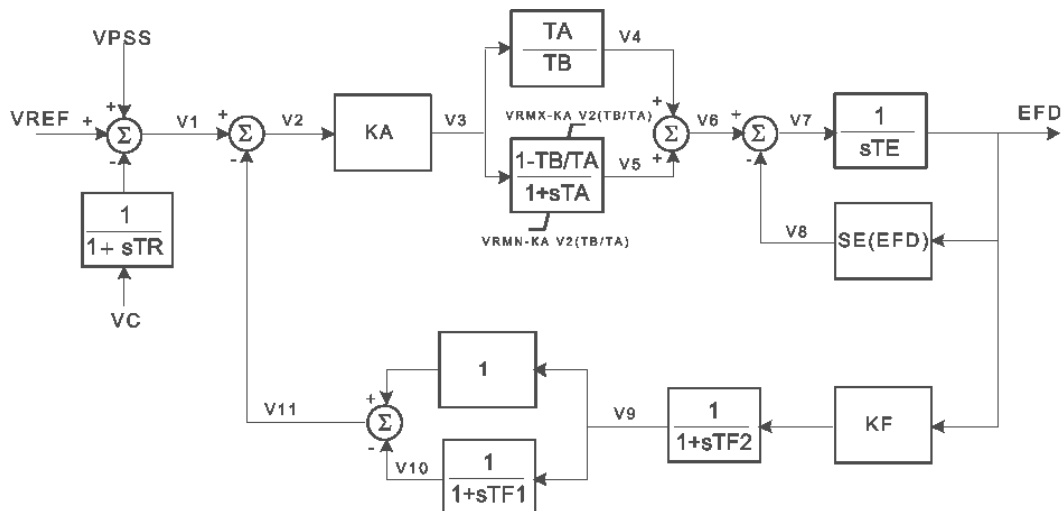 VPSS
VREF
+
+
-
Σ
V1
+
-
Σ
V2
KA
V3
TA
TB
V4
VRMX-KA V2(TB/TA)
1-TB/TA
1+sTA
V5
VRMN-KA V2(TB/TA)
+
+
Σ
V6
+
-
Σ
V7
1
sTE
EFD
V8
SE(EFD)
1
1 + sTR
VC
1
+
-
Σ
V11
V10
1
1+sTF1
V9
1
1+sTF2
KF